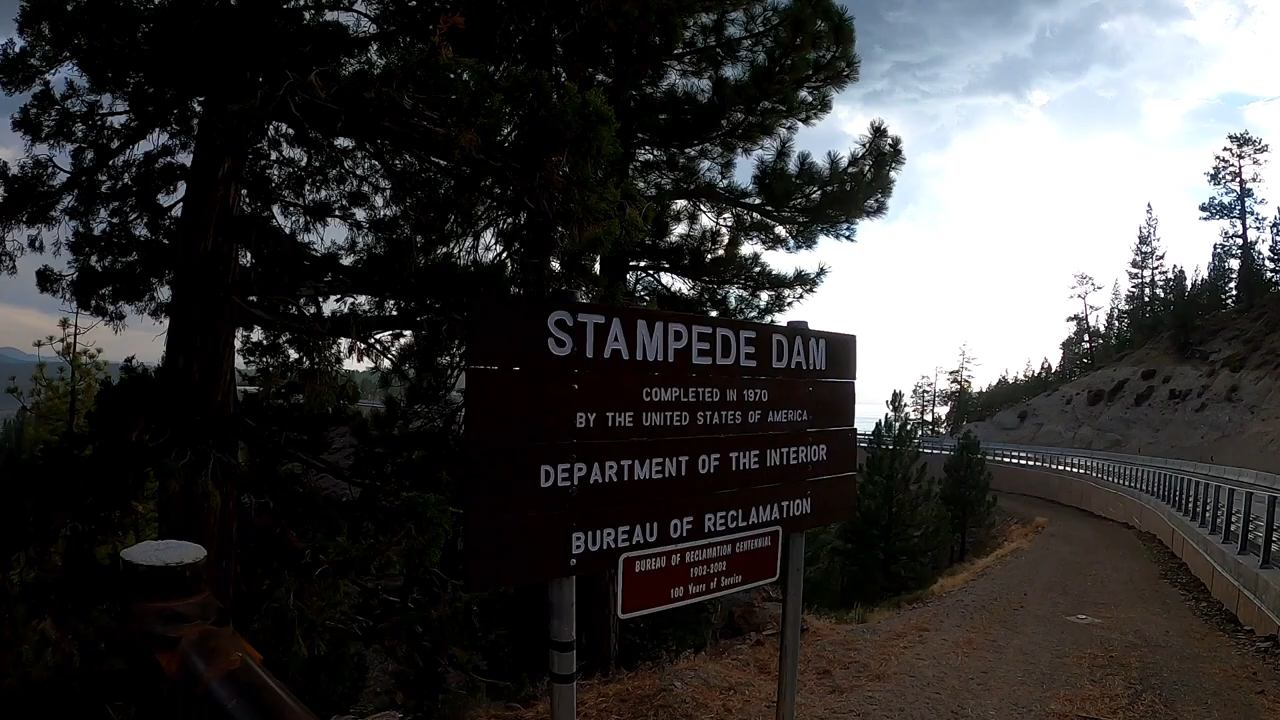 STAMPEDE DAM
COMPLETED IN 1970
BY THE UNITED STATES OF AMERICA
DEPARTMENT OF THE INTERIOR
BUREAU OF RECLAMATION
BUREAU OF RECLAMATION CENTENNIAL
1902-2002
100 Years of Service